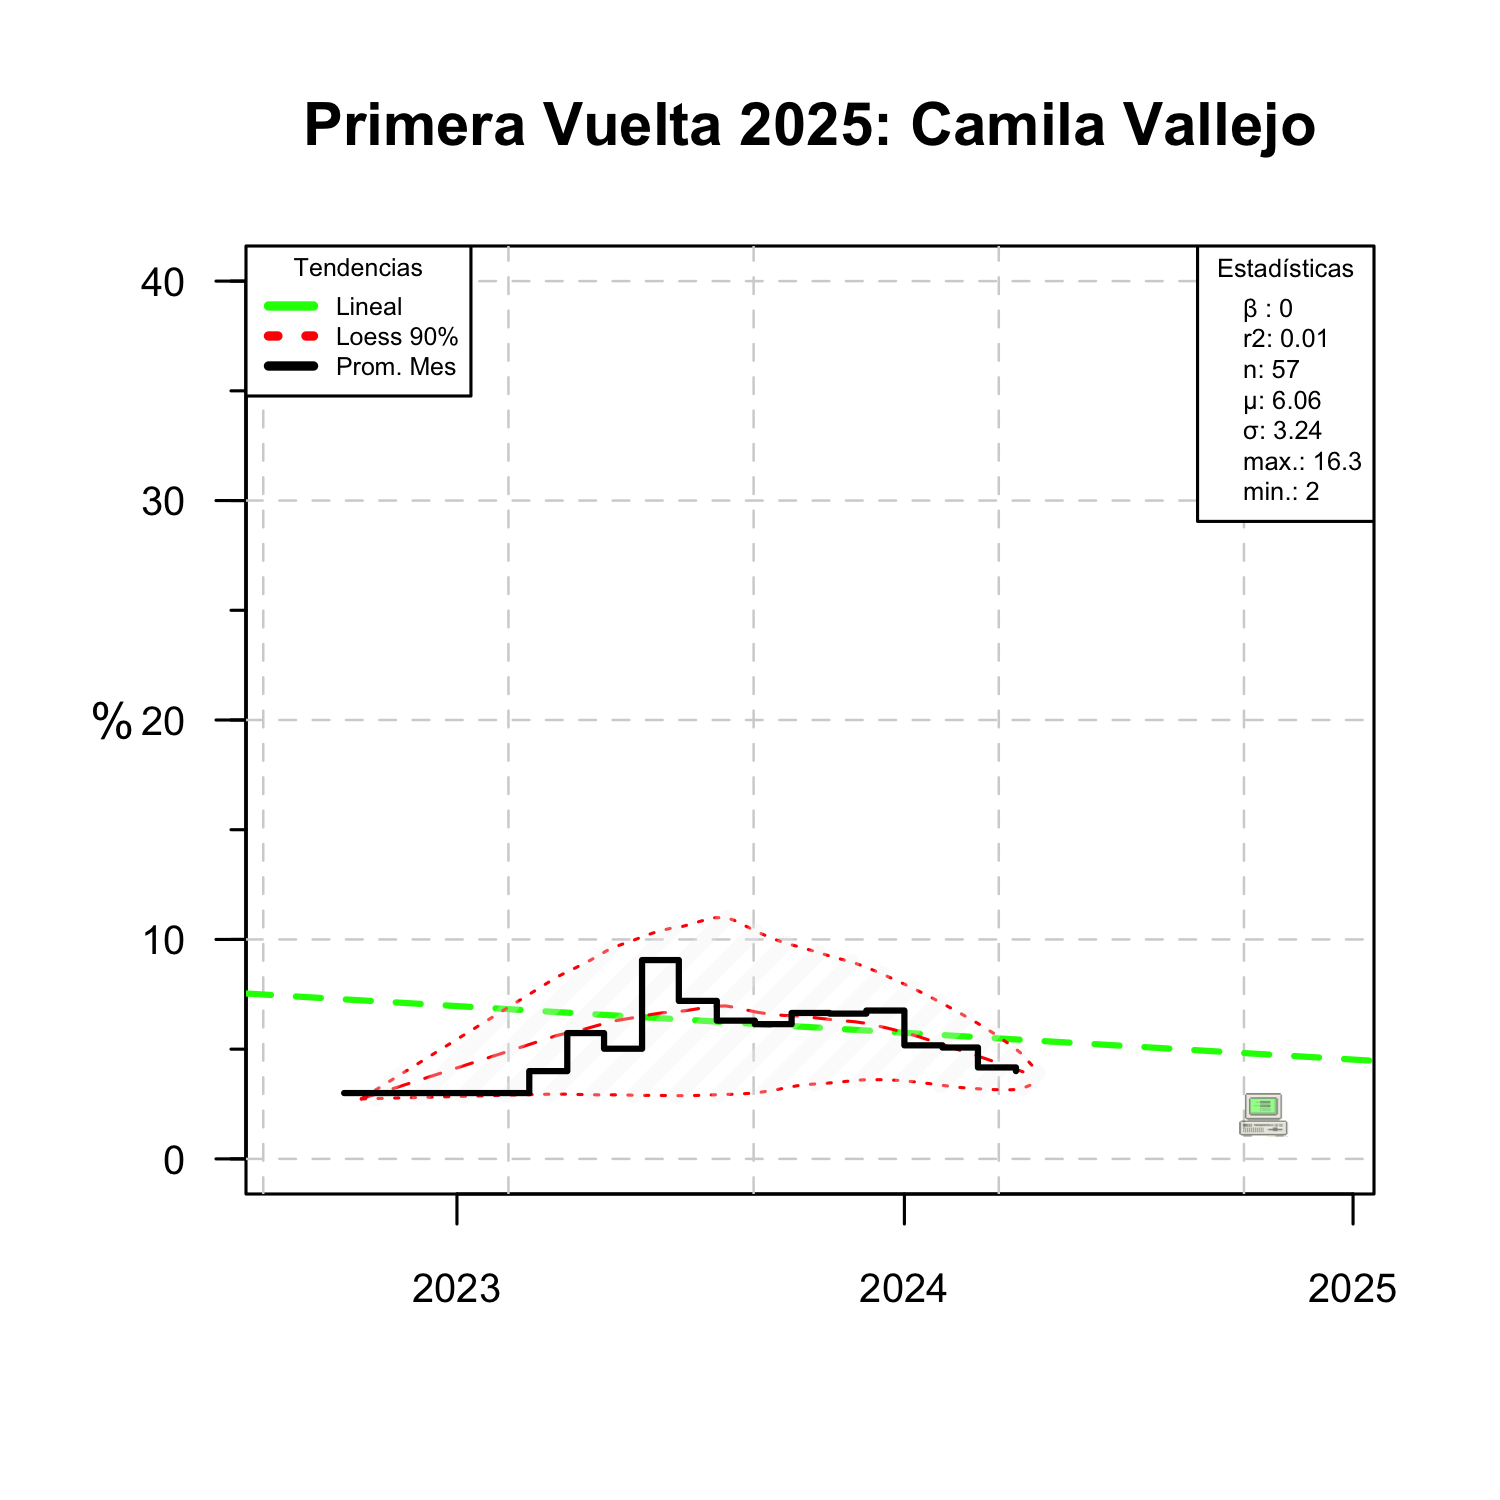 Primera Vuelta 2025: Camila Vallejo
Tendencias
Lineal
Loess 90%
Prom. Mes
Estadísticas
β : 0
r2: 0.01
n: 57
μ: 6.06
σ: 3.24
max.: 16.3
min.: 2
40
30
% 20
10
0
2023 2024 2025